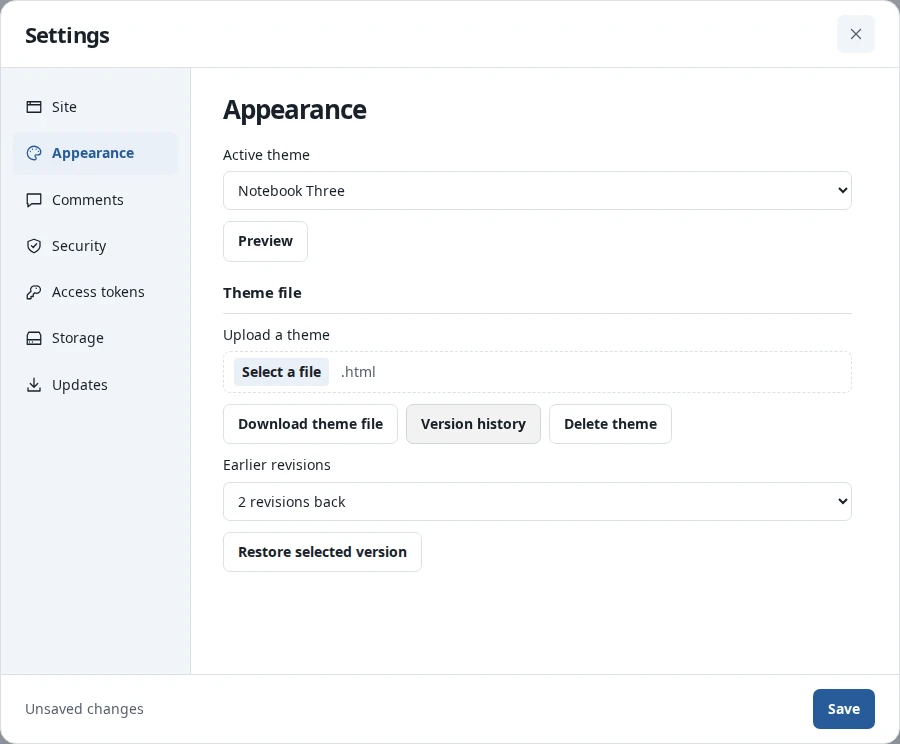 Settings
Site
Appearance
Comments
Security
Access tokens
Storage
Updates
Appearance
Active theme
Notebook Three
Preview
Theme file
Upload a theme
Select a file .html
Download theme file Version history Delete theme
Earlier revisions
2 revisions back
Restore selected version
Unsaved changes Save